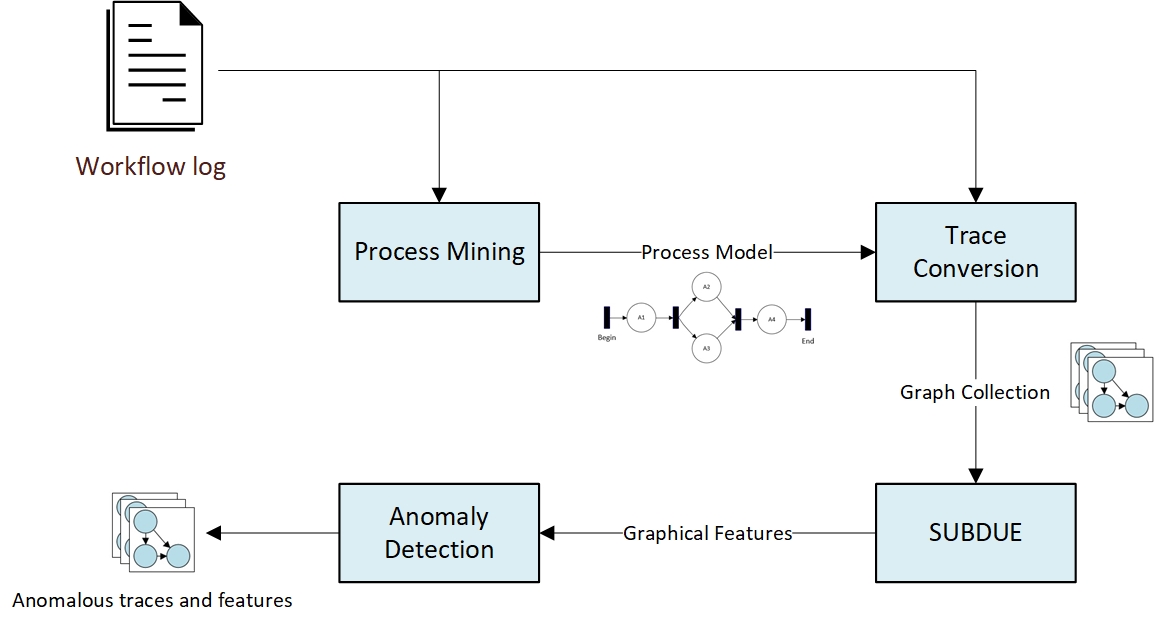 Workflow log
Process Mining
Process Model
Trace
Conversion
A2
A1
A4
Begin
End
A3
Graph Collection
Anomaly
Detection
Graphical Features
SUBDUE
Anomalous traces and features